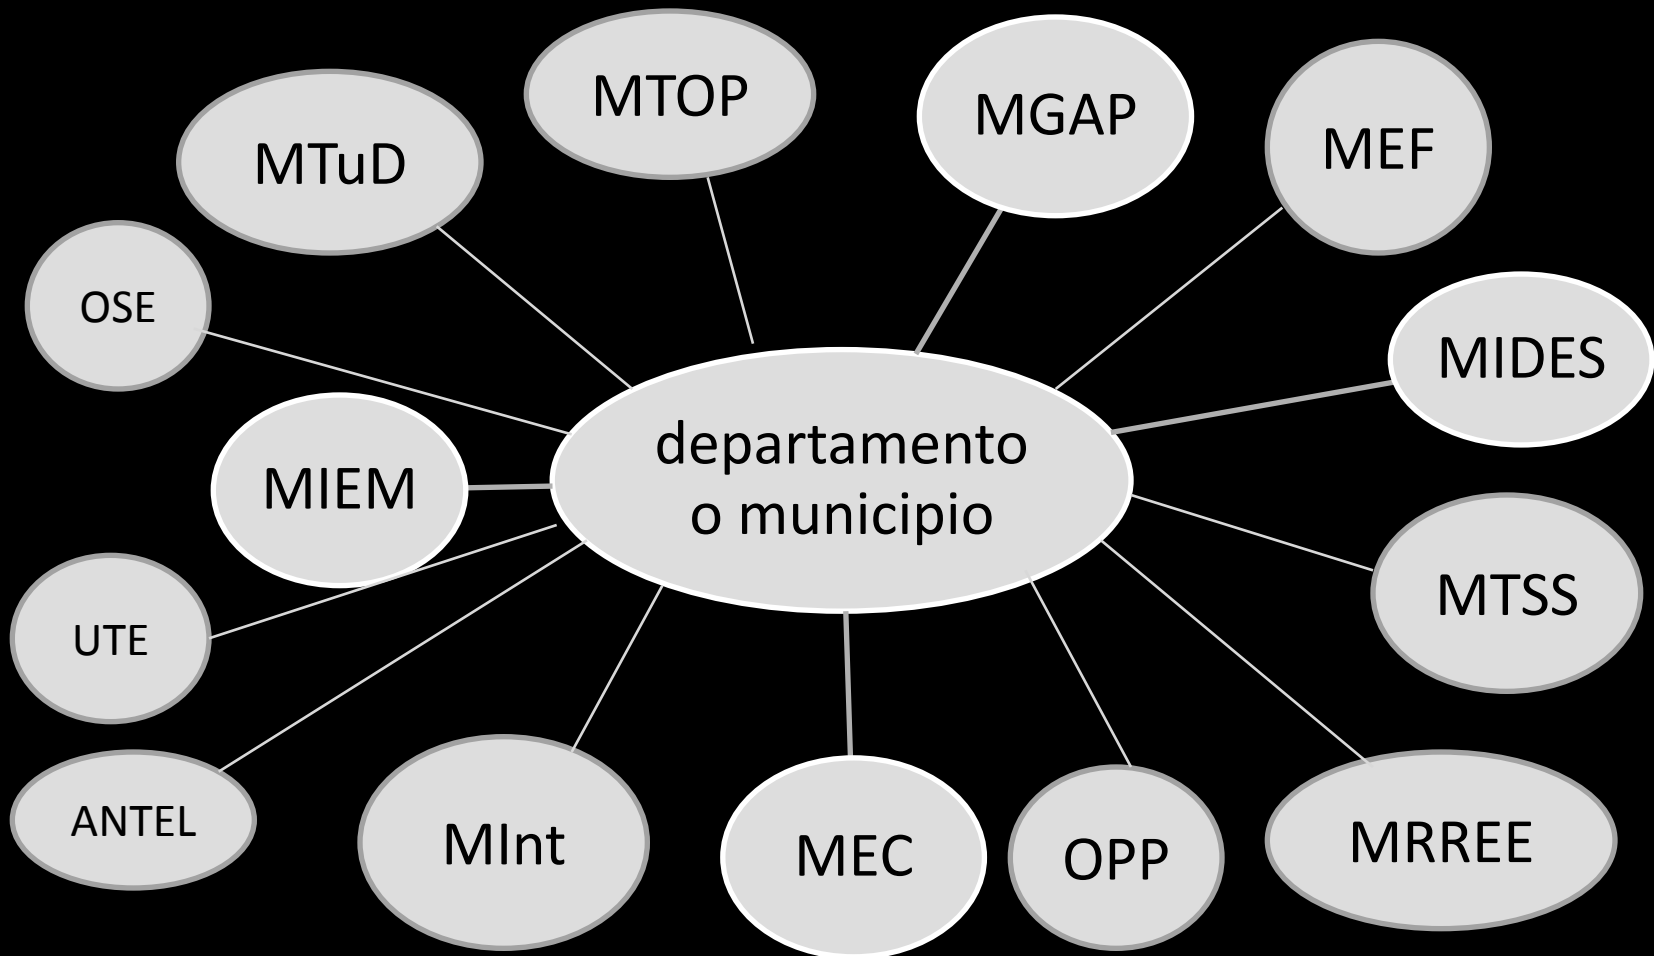 MTOP
MGAP
MEF
MTuD
OSE
MIDES
departamento
o municipio
MIEM
MTSS
UTE
ANTEL
MInt
MEC
OPP
MRREE